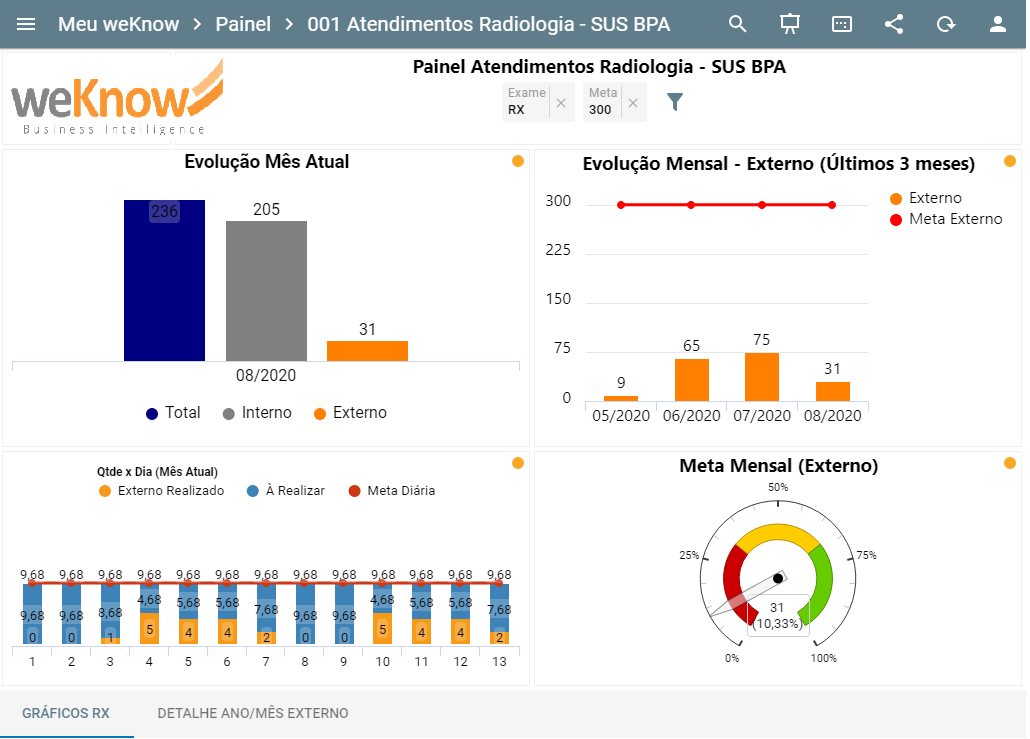 Meu weKnow > Painel > 001 Atendimentos Radiologia - SUS BPA
weKnow
Business Intelligence
Painel Atendimentos Radiologia - SUS BPA
Exame
RX
Meta
300
Evolução Mês Atual
236
205
31
08/2020
Total
Interno
Externo
Evolução Mensal - Externo (Últimos 3 meses)
Externo
Meta Externo
300
225
150
75
0
9
65
75
31
05/2020 06/2020 07/2020 08/2020
Qtde x Dia (Mês Atual)
Externo Realizado
À Realizar
Meta Diária
9,68 9,68 9,68 9,68 9,68 9,68 9,68 9,68 9,68 9,68 9,68 9,68 9,68
9,68 9,68 8,68 4,68 5,68 5,68 7,68 9,68 9,68 4,68 5,68 5,68 7,68
0 0 1 5 4 4 2 0 0 5 4 4 2
1 2 3 4 5 6 7 8 9 10 11 12 13
Meta Mensal (Externo)
50%
25%
75%
31
(10,33%)
0%
100%
GRÁFICOS RX
DETALHE ANO/MÊS EXTERNO